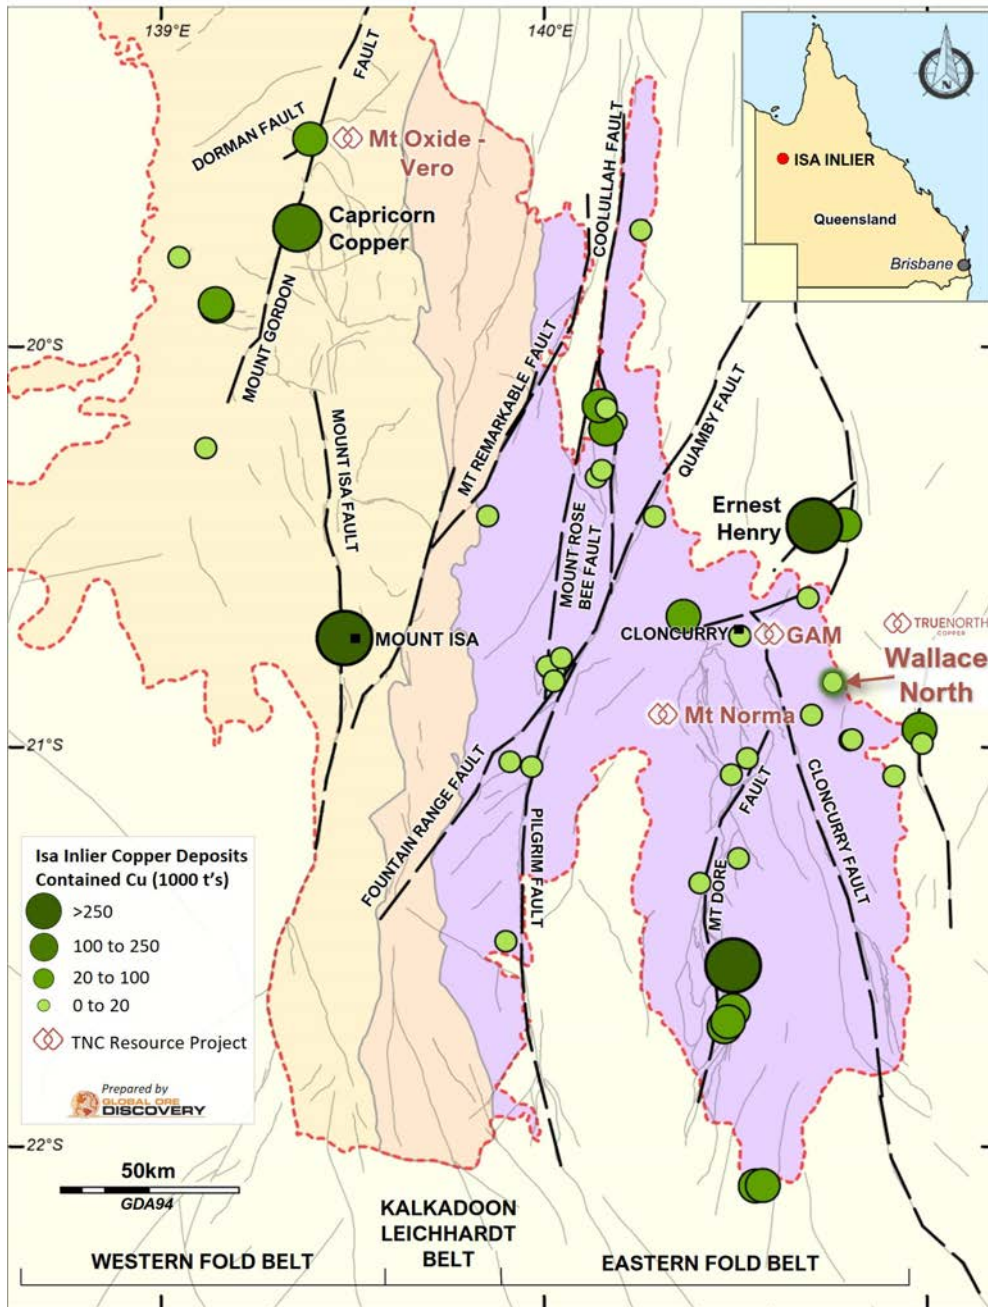 139°E
140°E
FAULT
DORMAN FAULT
Mt Oxide -
Vero
Capricorn
Copper
MOUNT GORDON
COOLULLAH FAULT
ISA INLIER
Queensland
Brisbane
N
20°S
MT REMARKABLE FAULT
QUAMBY FAULT
MOUNT ISA FAULT
MOUNT ROSE
BEE FAULT
Ernest
Henry
MOUNT ISA
CLONCURRY
GAM
TRUENORTH
COPPER
Wallace
North
Mt Norma
21°S
FOUNTAIN RANGE FAULT
PILGRIM FAULT
FAULT
MT DORE
CLONCURRY FAULT
Isa Inlier Copper Deposits
Contained Cu (1000 t's)
>250
100 to 250
20 to 100
0 to 20
TNC Resource Project
Prepared by
GLOBAL ORE
DISCOVERY
22°S
50km
GDA94
WESTERN FOLD BELT
KALKADOON
LEICHHARDT
BELT
EASTERN FOLD BELT